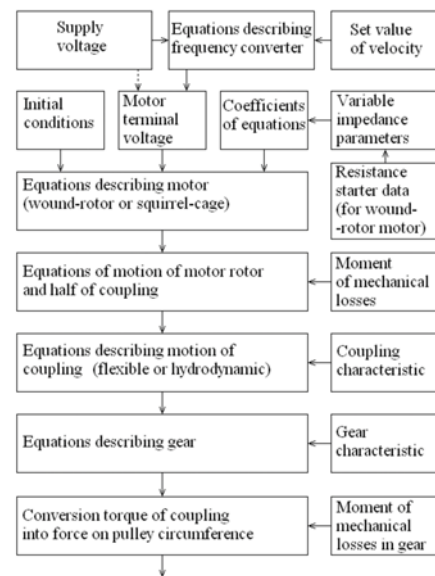 Supply
voltage
Equations describing
frequency converter
Set value
of velocity
Initial
conditions
Motor
terminal
voltage
Coefficients
of equations
Variable
impedance
parameters
Resistance
starter data
(for wound-
-rotor motor)
Equations describing motor
(wound-rotor or squirrel-cage)
Equations of motion of motor rotor
and half of coupling
Moment
of mechanical
losses
Equations describing motion of
coupling (flexible or hydrodynamic)
Coupling
characteristic
Equations describing gear
Gear
characteristic
Conversion torque of coupling
into force on pulley circumference
Moment of
mechanical
losses in gear